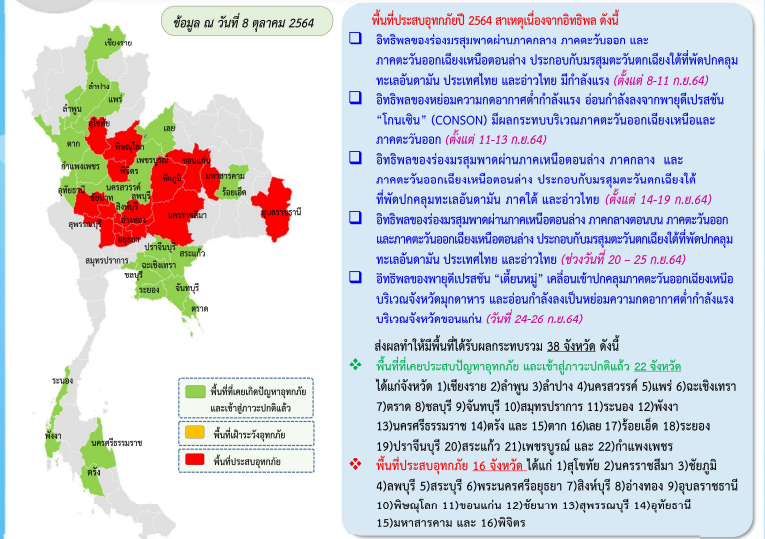 ข้อมูล ณ วันที่ 8 ตุลาคม 2564
เชียงราย
ลำปาง
แพร่
ลำพูน
สุโขทัย
เลย
ตาก
พิษณุโลก
เพชรบูรณ์
ขอนแก่น
กำแพงเพชร
พิจิตร
ชัยภูมิ
มหาสารคาม
ร้อยเอ็ด
อุทัยธานี
นครสวรรค์
ชัยนาท
ลพบุรี
สิงห์บุรี
อุบลราชธานี
สุพรรณบุรี
อ่างทอง
นครราชสีมา
อยุธยา
ปราจีนบุรี
สระแก้ว
สมุทรปราการ
ฉะเชิงเทรา
ชลบุรี
ระยอง
จันทบุรี
ตราด
ระนอง
พังงา
นครศรีธรรมราช
ตรัง
พื้นที่ที่เคยเกิดปัญหาอุทกภัย
และเข้าสู่ภาวะปกติแล้ว
พื้นที่เฝ้าระวังอุทกภัย
พื้นที่ประสบอุทกภัย
พื้นที่ประสบอุทกภัยปี 2564 สาเหตุเนื่องจากอิทธิพล ดังนี้
อิทธิพลของร่องมรสุมพาดผ่านภาคกลาง ภาคตะวันออก และ
ภาคตะวันออกเฉียงเหนือตอนล่าง ประกอบกับมรสุมตะวันตกเฉียงใต้ที่พัดปกคลุม
ทะเลอันดามัน ประเทศไทย และอ่าวไทย มีกำลังแรง (ตั้งแต่ 8-11 ก.ย.64)
อิทธิพลของหย่อมความกดอากาศต่ำกำลังแรง อ่อนกำลังลงจากพายุดีเปรสชัน
“โกนเซิน” (CONSON) มีผลกระทบบริเวณภาคตะวันออกเฉียงเหนือและ
ภาคตะวันออก (ตั้งแต่ 11-13 ก.ย.64)
อิทธิพลของร่องมรสุมพาดผ่านภาคเหนือตอนล่าง ภาคกลาง และ
ภาคตะวันออกเฉียงเหนือตอนล่าง ประกอบกับมรสุมตะวันตกเฉียงใต้
ที่พัดปกคลุมทะเลอันดามัน ภาคใต้ และอ่าวไทย (ตั้งแต่ 14-19 ก.ย.64)
อิทธิพลของร่องมรสุมพาดผ่านภาคเหนือตอนล่าง ภาคกลางตอนบน ภาคตะวันออก
และภาคตะวันออกเฉียงเหนือตอนล่าง ประกอบกับมรสุมตะวันตกเฉียงใต้ที่พัดปกคลุม
ทะเลอันดามัน ประเทศไทย และอ่าวไทย (ช่วงวันที่ 20 – 25 ก.ย.64)
อิทธิพลของพายุดีเปรสชัน “เตี้ยนหมู่” เคลื่อนเข้าปกคลุมภาคตะวันออกเฉียงเหนือ
บริเวณจังหวัดมุกดาหาร และอ่อนกำลังลงเป็นหย่อมความกดอากาศต่ำกำลังแรง
บริเวณจังหวัดขอนแก่น (วันที่ 24-26 ก.ย.64)
ส่งผลทำให้มีพื้นที่ได้รับผลกระทบรวม 38 จังหวัด ดังนี้
พื้นที่ที่เคยประสบปัญหาอุทกภัย และเข้าสู่ภาวะปกติแล้ว 22 จังหวัด
ได้แก่จังหวัด 1)เชียงราย 2)ลำพูน 3)ลำปาง 4)นครสวรรค์ 5)แพร่ 6)ฉะเชิงเทรา
7)ตราด 8)ชลบุรี 9)จันทบุรี 10)สมุทรปราการ 11)ระนอง 12)พังงา
13)นครศรีธรรมราช 14)ตรัง และ 15)ตาก 16)เลย 17)ร้อยเอ็ด 18)ระยอง
19)ปราจีนบุรี 20)สระแก้ว 21)เพชรบูรณ์ และ 22)กำแพงเพชร
พื้นที่ประสบอุทกภัย 16 จังหวัด ได้แก่ 1)สุโขทัย 2)นครราชสีมา 3)ชัยภูมิ
4)ลพบุรี 5)สระบุรี 6)พระนครศรีอยุธยา 7)สิงห์บุรี 8)อ่างทอง 9)อุบลราชธานี
10)พิษณุโลก 11)ขอนแก่น 12)ชัยนาท 13)สุพรรณบุรี 14)อุทัยธานี
15)มหาสารคาม และ 16)พิจิตร